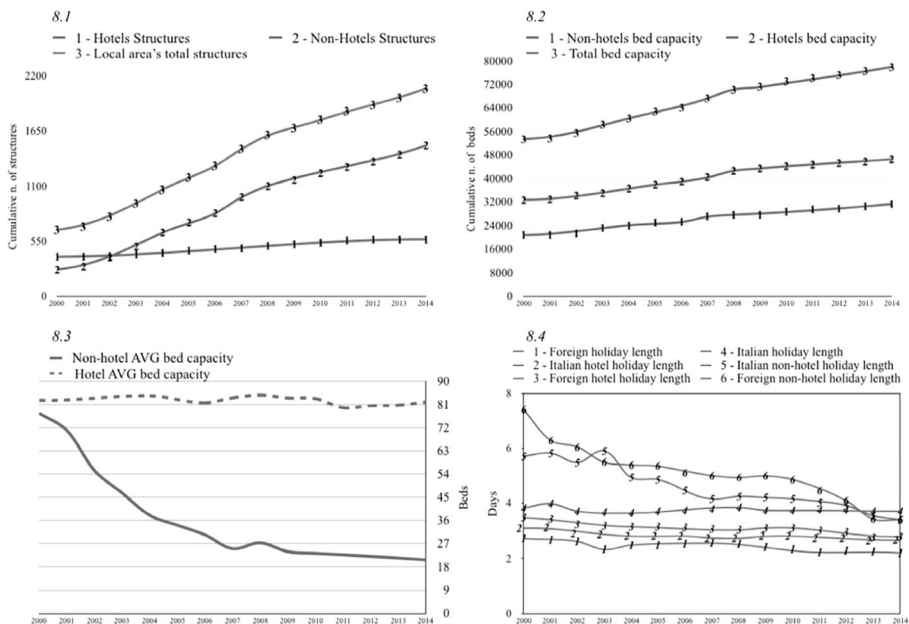 8.1
1 - Hotels Structures
2 - Non-Hotels Structures
3 - Local area's total structures
Cumulative n. of structures
2200
1650
1100
550
0
2000 2001 2002 2003 2004 2005 2006 2007 2008 2009 2010 2011 2012 2013 2014
8.2
1 - Non-hotels bed capacity
2 - Hotels bed capacity
3 - Total bed capacity
Cumulative n. of beds
80000
72000
64000
56000
48000
40000
32000
24000
16000
8000
0
2000 2001 2002 2003 2004 2005 2006 2007 2008 2009 2010 2011 2012 2013 2014
8.3
Non-hotel AVG bed capacity
Hotel AVG bed capacity
90
81
72
63
54
45
36
27
18
9
0
Beds
2000 2001 2002 2003 2004 2005 2006 2007 2008 2009 2010 2011 2012 2013 2014
8.4
1 - Foreign holiday length
4 - Italian holiday length
2 - Italian hotel holiday length
5 - Italian non-hotel holiday length
3 - Foreign hotel holiday length
6 - Foreign non-hotel holiday length
Days
8
6
4
2
0
2000 2001 2002 2003 2004 2005 2006 2007 2008 2009 2010 2011 2012 2013 2014